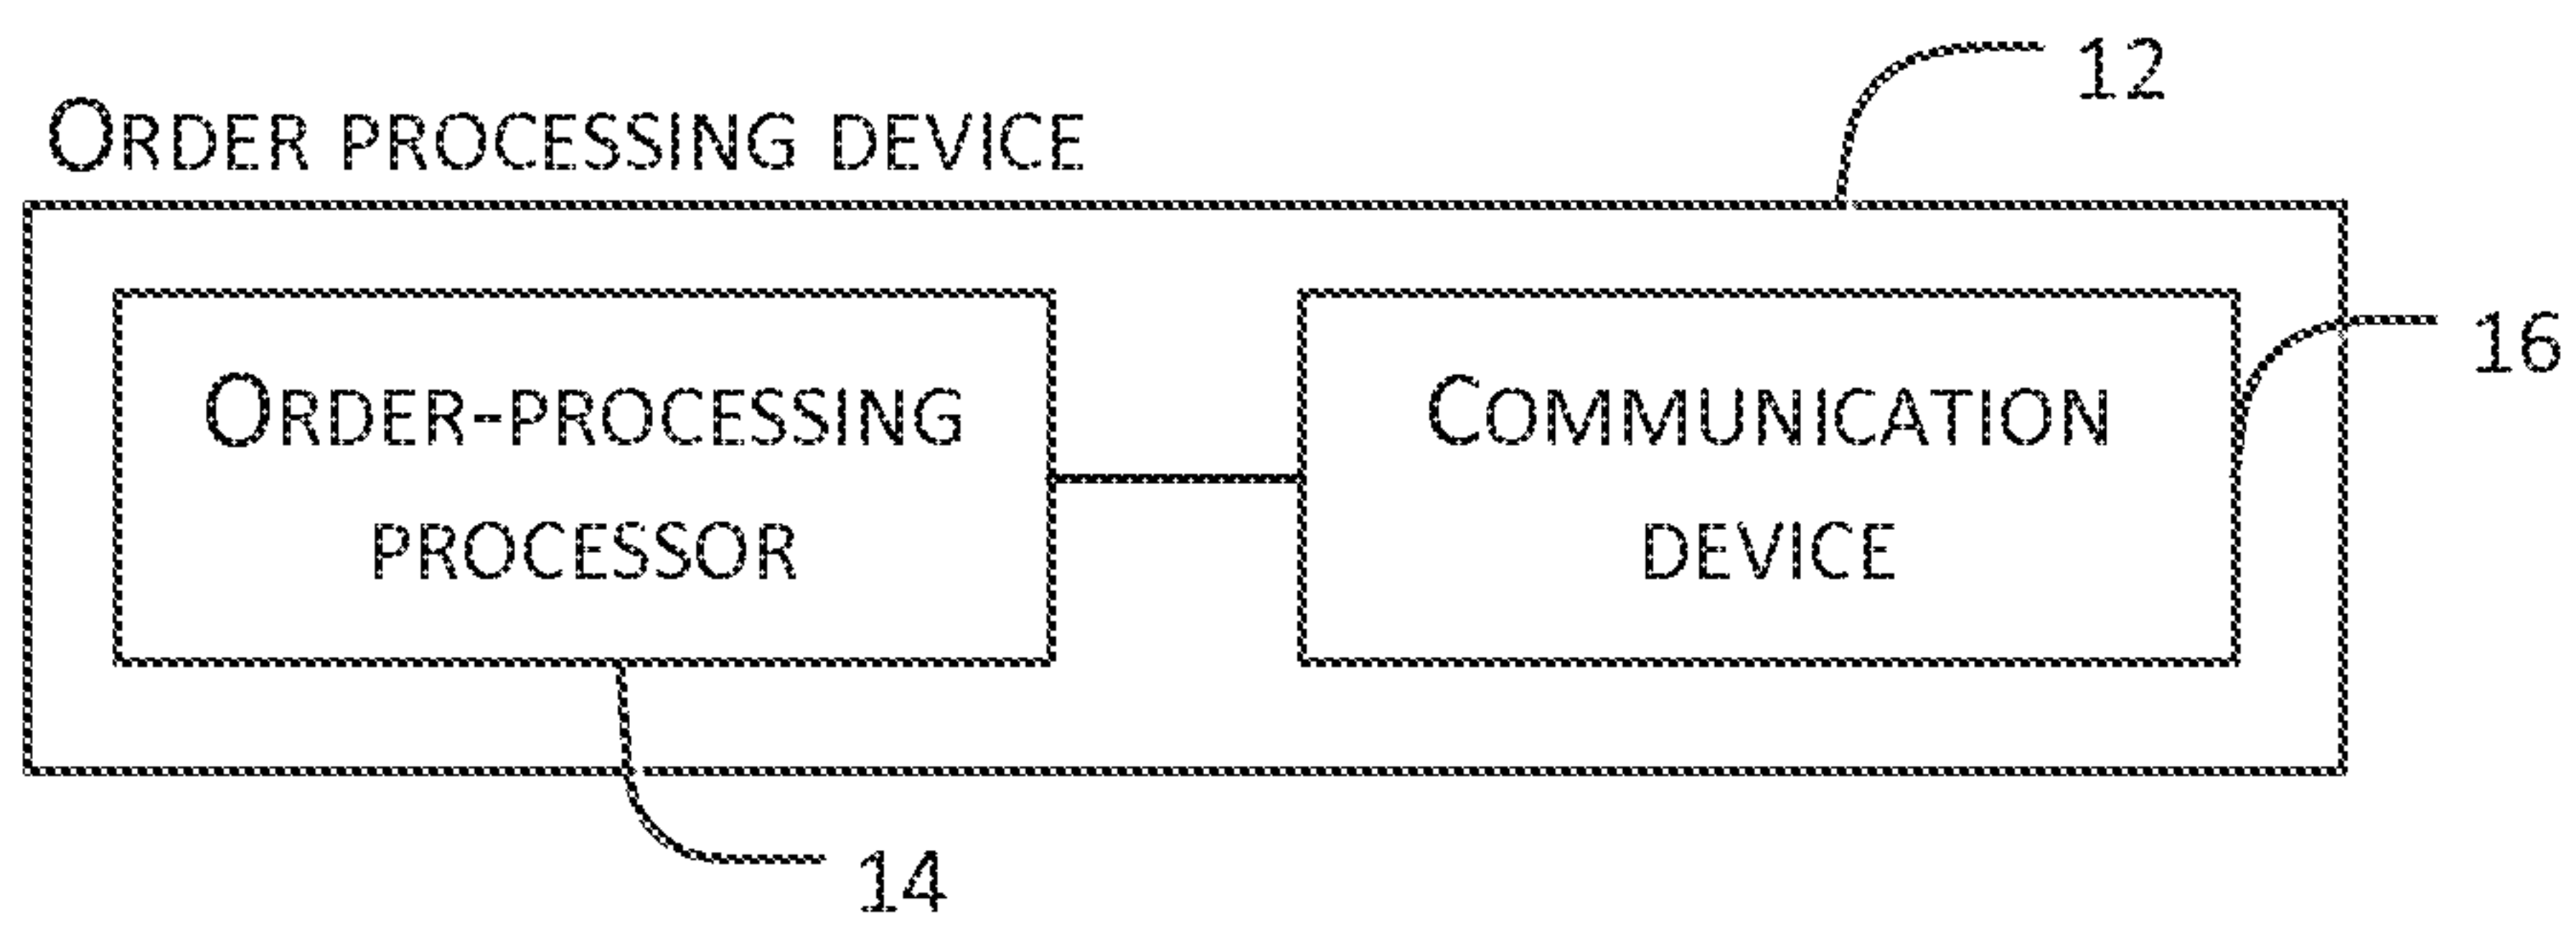 12
ORDER PROCESSING DEVICE
16
ORDER-PROCESSING
PROCESSOR
COMMUNICATION
DEVICE
14